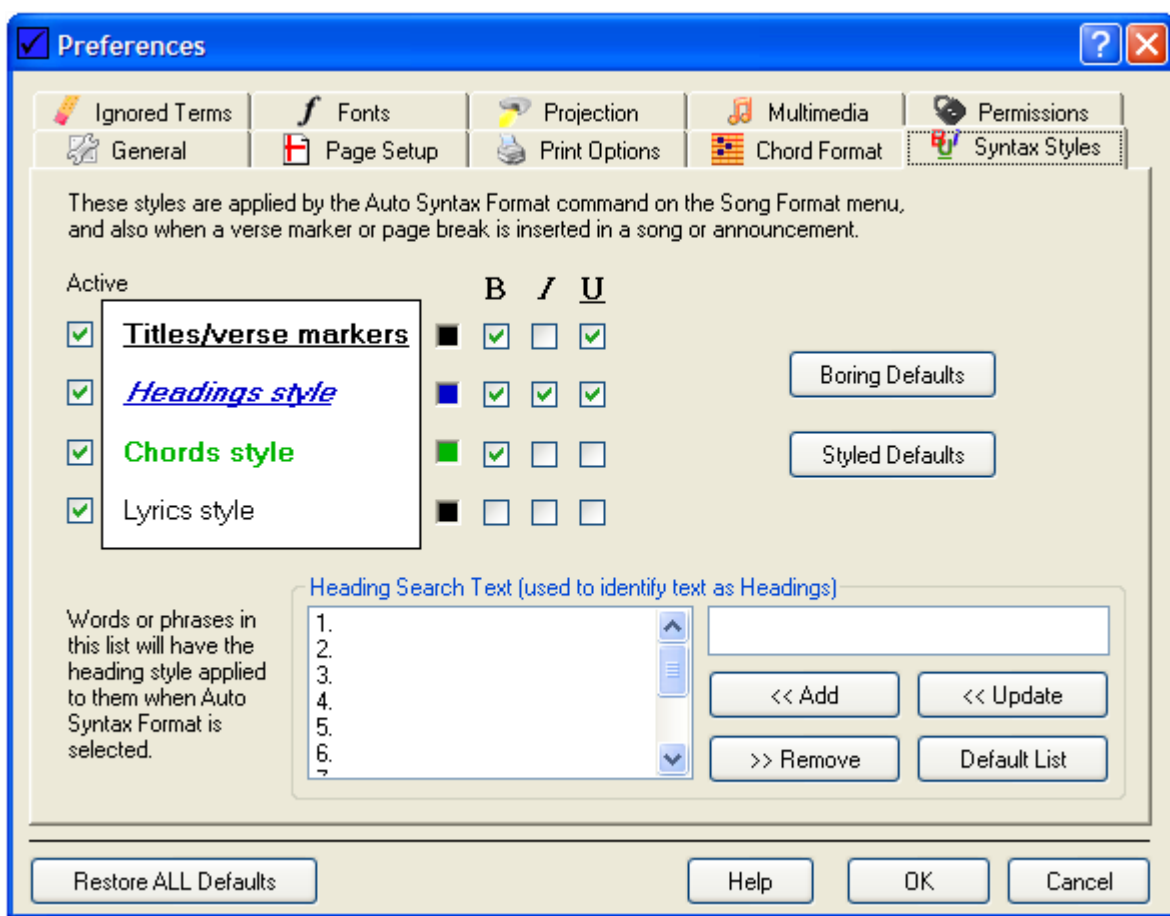 Preferences
Ignored Terms
Fonts
Projection
Multimedia
Permissions
General
Page Setup
Print Options
Chord Format
Syntax Styles
These styles are applied by the Auto Syntax Format command on the Song Format menu,
and also when a verse marker or page break is inserted in a song or announcement.
Active
B I U
Titles/verse markers
Headings style
Chords style
Lyrics style
Boring Defaults
Styled Defaults
Words or phrases in
this list will have the
heading style applied
to them when Auto
Syntax Format is
selected.
Heading Search Text (used to identify text as Headings)
1.
2.
3.
4.
5.
6.
<< Add
<< Update
>> Remove
Default List
Restore ALL Defaults
Help
OK
Cancel